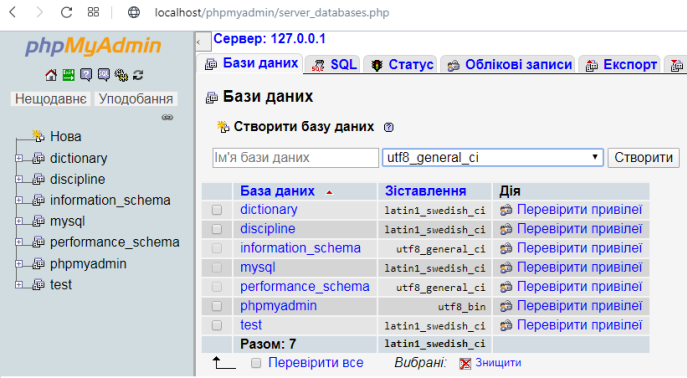 localhost/phpmyadmin/server_databases.php
phpMyAdmin
Нещодавнє Уподобання
Нова
dictionary
discipline
information_schema
mysql
performance_schema
phpmyadmin
test
Сервер: 127.0.0.1
Бази даних SQL Статус Облікові записи Експорт
Бази даних
Створити базу даних
Ім'я бази даних utf8_general_ci Створити
База даних Зіставлення Дія
dictionary latin1_swedish_ci Перевірити привілеї
discipline latin1_swedish_ci Перевірити привілеї
information_schema utf8_general_ci Перевірити привілеї
mysql latin1_swedish_ci Перевірити привілеї
performance_schema utf8_general_ci Перевірити привілеї
phpmyadmin utf8_bin Перевірити привілеї
test latin1_swedish_ci Перевірити привілеї
Разом: 7 latin1_swedish_ci
Перевірити все Вибрані: Знищити